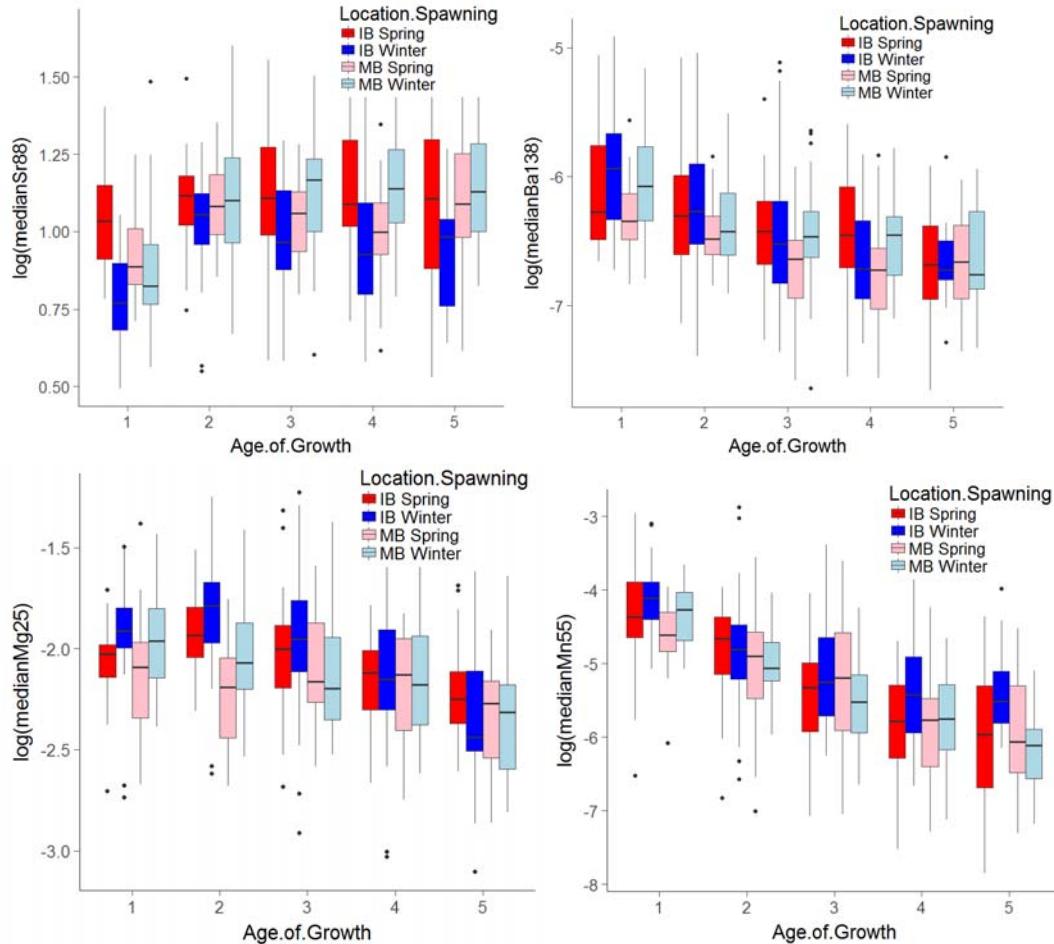 Location.Spawning
IB Spring
IB Winter
MB Spring
MB Winter
log(medianSr88)
1.50
1.25
1.00
0.75
0.50
1 2 3 4 5
Age.of.Growth
Location.Spawning
IB Spring
IB Winter
MB Spring
MB Winter
log(medianBa138)
-5
-6
-7
1 2 3 4 5
Age.of.Growth
Location.Spawning
IB Spring
IB Winter
MB Spring
MB Winter
log(medianMg25)
-1.5
-2.0
-2.5
-3.0
1 2 3 4 5
Age.of.Growth
Location.Spawning
IB Spring
IB Winter
MB Spring
MB Winter
log(medianMn55)
-3
-4
-5
-6
-7
-8
1 2 3 4 5
Age.of.Growth